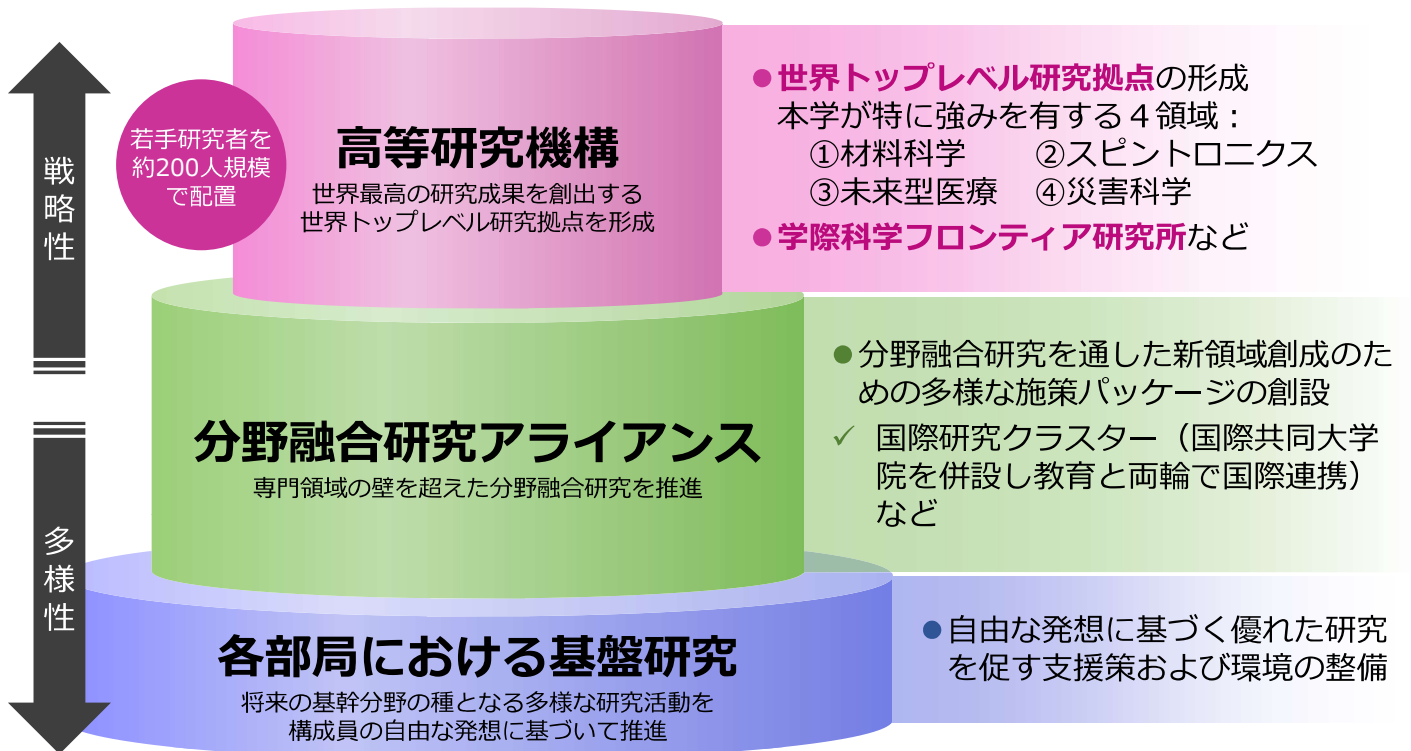 戦略性
多様性
若手研究者を
約200人規模
で配置
高等研究機構
世界最高の研究成果を創出する
世界トップレベル研究拠点を形成
●世界トップレベル研究拠点の形成
本学が特に強みを有する４領域：
①材料科学 ②スピントロニクス
③未来型医療 ④災害科学
●学際科学フロンティア研究所など
分野融合研究アライアンス
専門領域の壁を超えた分野融合研究を推進
●分野融合研究を通した新領域創成のた
めの多様な施策パッケージの創設
✓ 国際研究クラスター（国際共同大学
院を併設し教育と両輪で国際連携）
など
各部局における基盤研究
将来の基幹分野の種となる多様な研究活動を
構成員の自由な発想に基づいて推進
●自由な発想に基づく優れた研究
を促す支援策および環境の整備